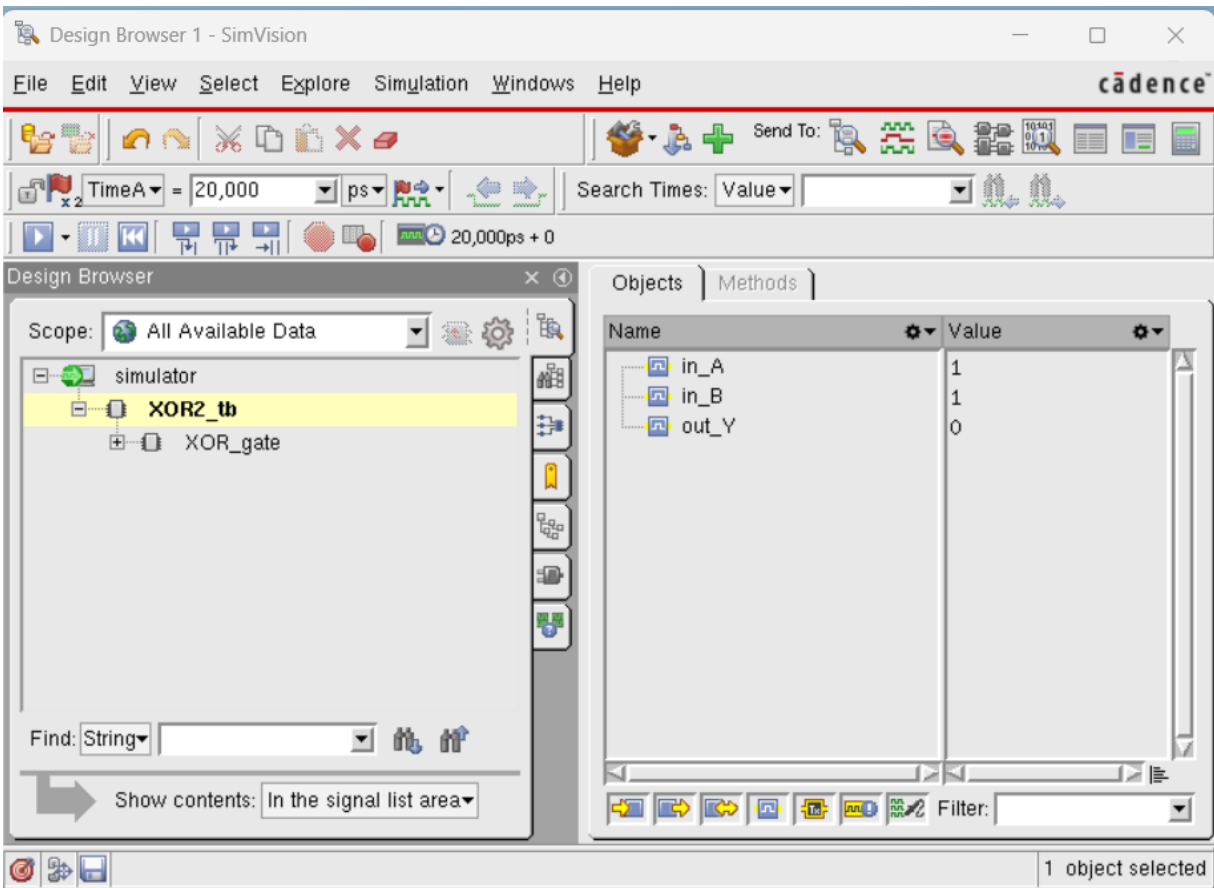 Design Browser 1 - SimVision
File Edit View Select Explore Simulation Windows Help cādence
Send To:
TimeA = 20,000 ps Search Times: Value
20,000ps + 0
Design Browser
Scope: All Available Data
simulator
XOR2_tb
XOR_gate
Find: String
Show contents: In the signal list area
Objects Methods
Name Value
in_A 1
in_B 1
out_Y 0
Filter:
1 object selected